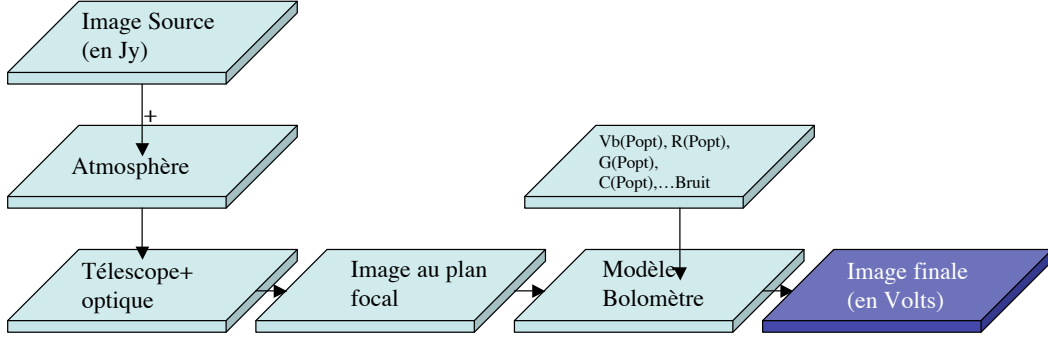 Image Source
(en Jy)
+
Atmosphère
Vb(Popt), R(Popt),
G(Popt),
C(Popt),…Bruit
Télescope+
optique
Image au plan
focal
Modèle
Bolomètre
Image finale
(en Volts)